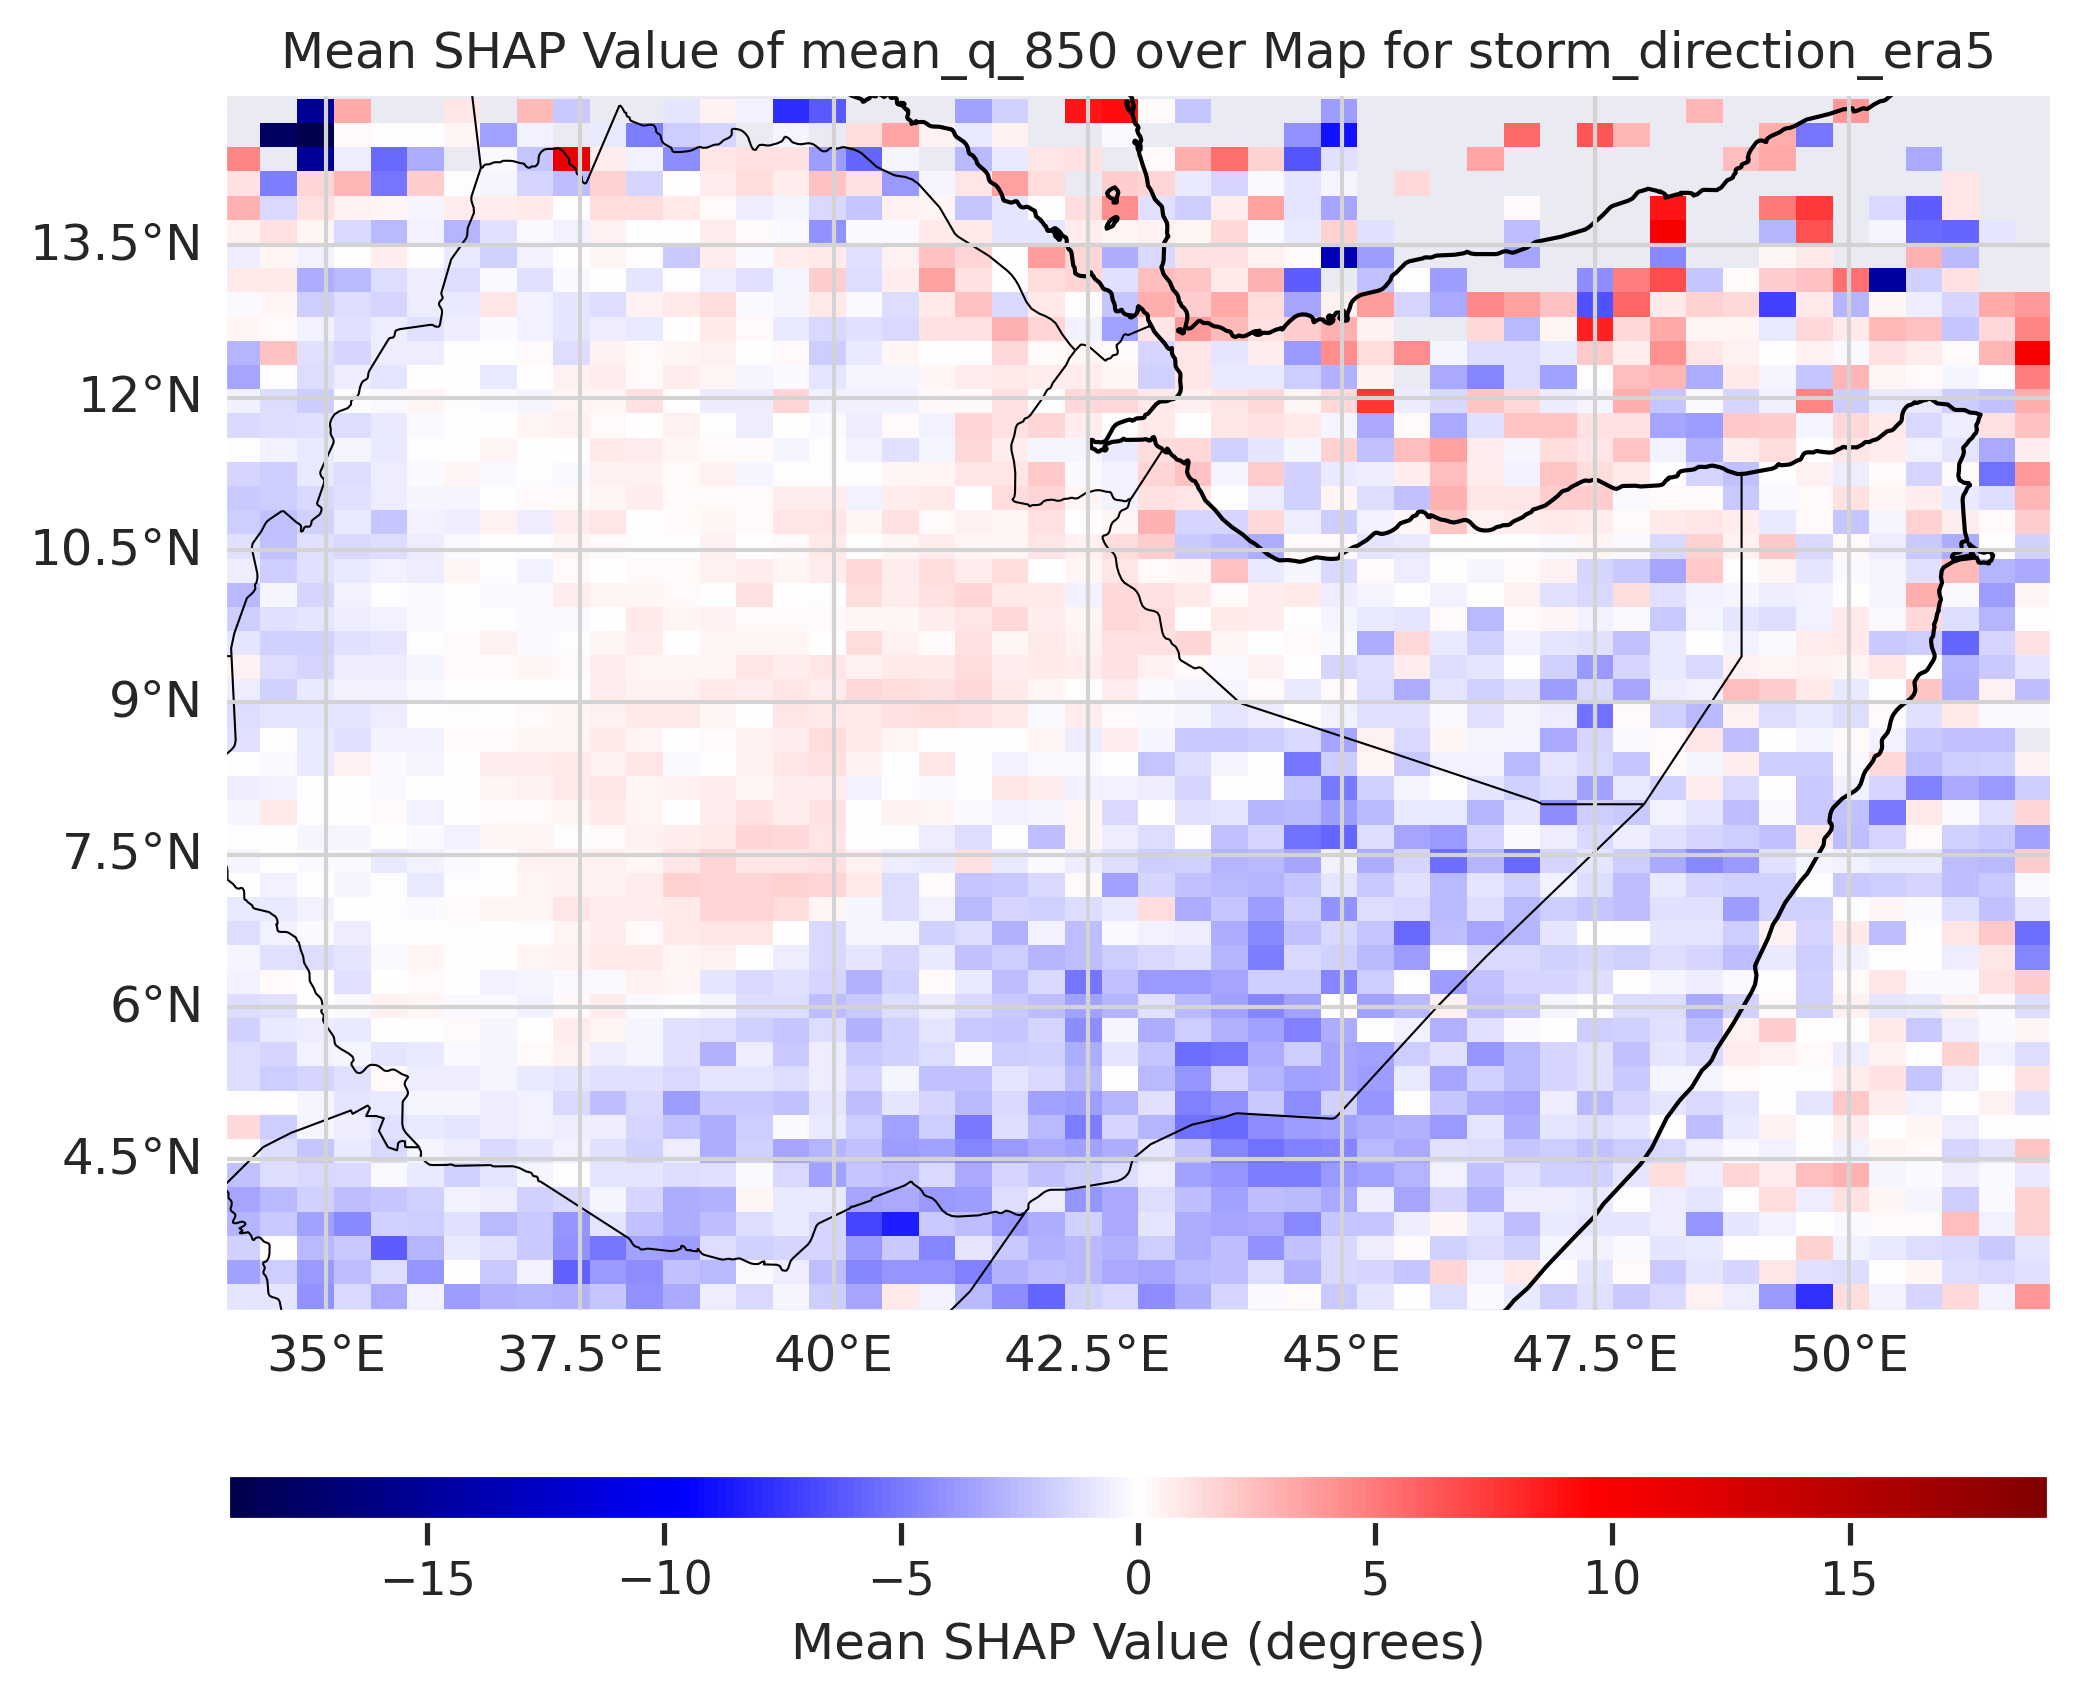 Mean SHAP Value of mean_q_850 over Map for storm_direction_era5
13.5°N
12°N
10.5°N
9°N
7.5°N
6°N
4.5°N
35°E 37.5°E 40°E 42.5°E 45°E 47.5°E 50°E
−15 −10 −5 0 5 10 15
Mean SHAP Value (degrees)